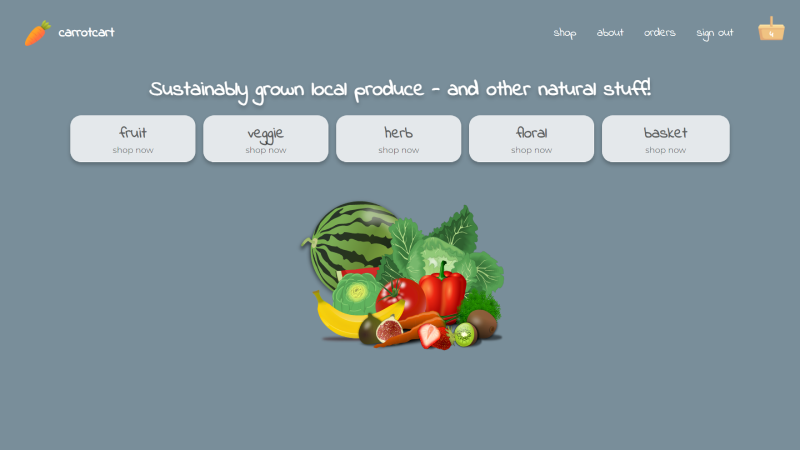 carrotcart
shop about orders sign out
4
Sustainably grown local produce - and other natural stuff!
fruit
shop now
veggie
shop now
herb
shop now
floral
shop now
basket
shop now